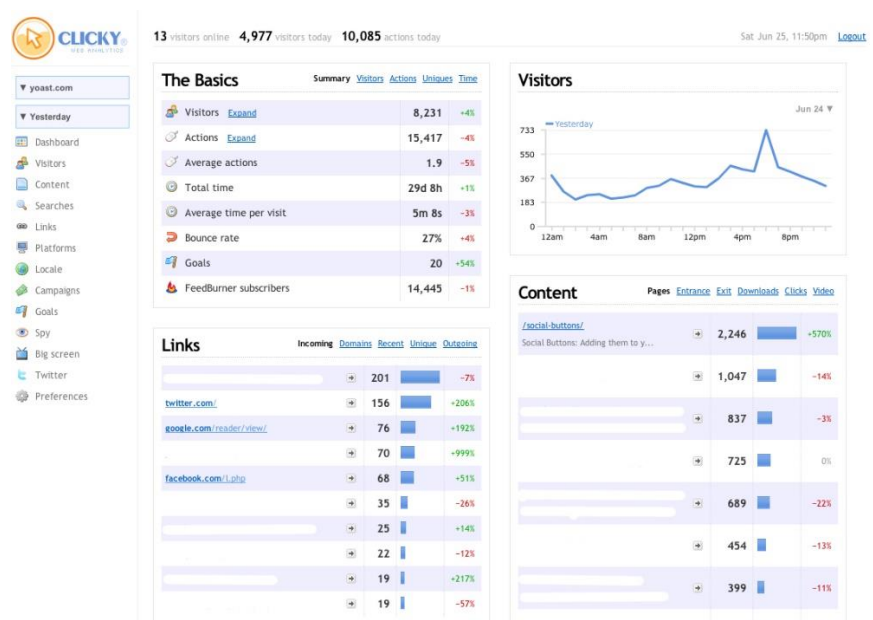 CLICKY®
WEB ANALYTICS
13 visitors online 4,977 visitors today 10,085 actions today
Sat Jun 25, 11:50pm Logout
▼ yoast.com
▼ Yesterday
Dashboard
Visitors
Content
Searches
Links
Platforms
Locale
Campaigns
Goals
Spy
Big screen
Twitter
Preferences
The Basics
Summary Visitors Actions Uniques Time
Visitors Expand 8,231 +4%
Actions Expand 15,417 -4%
Average actions 1.9 -5%
Total time 29d 8h +1%
Average time per visit 5m 8s -3%
Bounce rate 27% +4%
Goals 20 +54%
FeedBurner subscribers 14,445 -1%
Links
Incoming Domains Recent Unique Outgoing
201 -7%
twitter.com/ 156 +206%
google.com/reader/view/ 76 +192%
70 +999%
facebook.com/l.php 68 +51%
35 -26%
25 +14%
22 -12%
19 +217%
19 -57%
Visitors
Jun 24 ▼
Yesterday
733
550
367
183
0
12am 4am 8am 12pm 4pm 8pm
Content
Pages Entrance Exit Downloads Clicks Video
/social-buttons/ 2,246 +570%
Social Buttons: Adding them to y...
1,047 -14%
837 -3%
725 0%
689 -22%
454 -13%
399 -11%